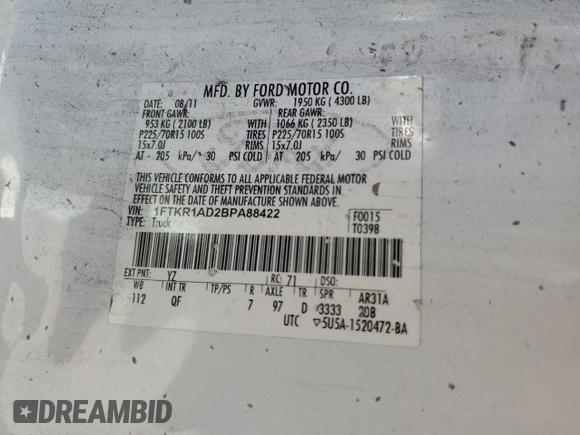 MFD. BY FORD MOTOR CO.
DATE: 08/11 GVWR: 1950 KG ( 4300 LB)
FRONT GAWR: REAR GAWR:
953 KG ( 2100 LB) 1066 KG ( 2350 LB)
P225/70R15 100S TIRES P225/70R15 100S
15x7.0J RIMS 15x7.0J
AT - 205 kPa/ 30 PSI COLD AT - 205 kPa/ 30 PSI COLD
THIS VEHICLE CONFORMS TO ALL APPLICABLE FEDERAL MOTOR
VEHICLE SAFETY AND THEFT PREVENTION STANDARDS IN
EFFECT ON THE DATE OF MANUFACTURE SHOWN ABOVE.
VIN: 1FTKR1AD2BPA88422 F0015
TYPE: Truck T0398
EXT PNT: YZ RC: 71 DSO:
WB INT TR TP/PS R AXLE TR SPR AR31A
112 QF 7 97 D 3333 20B
UTC ▽5U5A-1520472-BA
DREAMBID